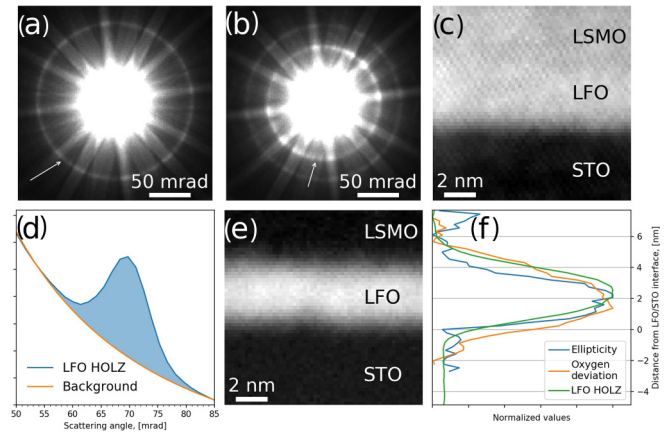 (a)
50 mrad
(b)
50 mrad
(c)
LSMO
LFO
STO
2 nm
(d)
LFO HOLZ
Background
50 55 60 65 70 75 80 85
Scattering angle, [mrad]
(e)
LSMO
LFO
STO
2 nm
(f)
6
4
2
0
−2
−4
Distance from LFO/STO interface, [nm]
Ellipticity
Oxygen
deviation
LFO HOLZ
Normalized values